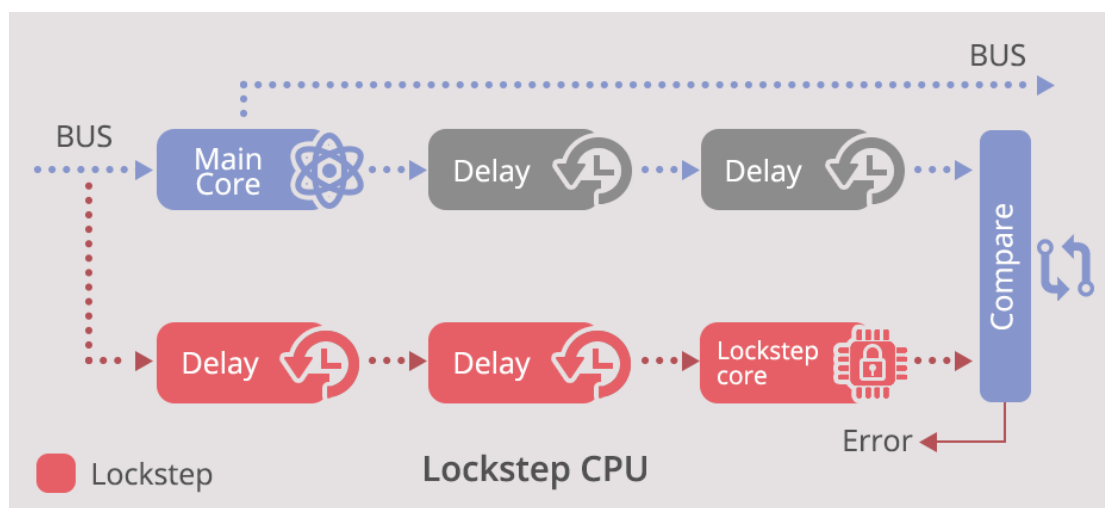 BUS
BUS
Main
Core
Delay
Delay
Compare
Delay
Delay
Lockstep
core
Error
Lockstep
Lockstep CPU